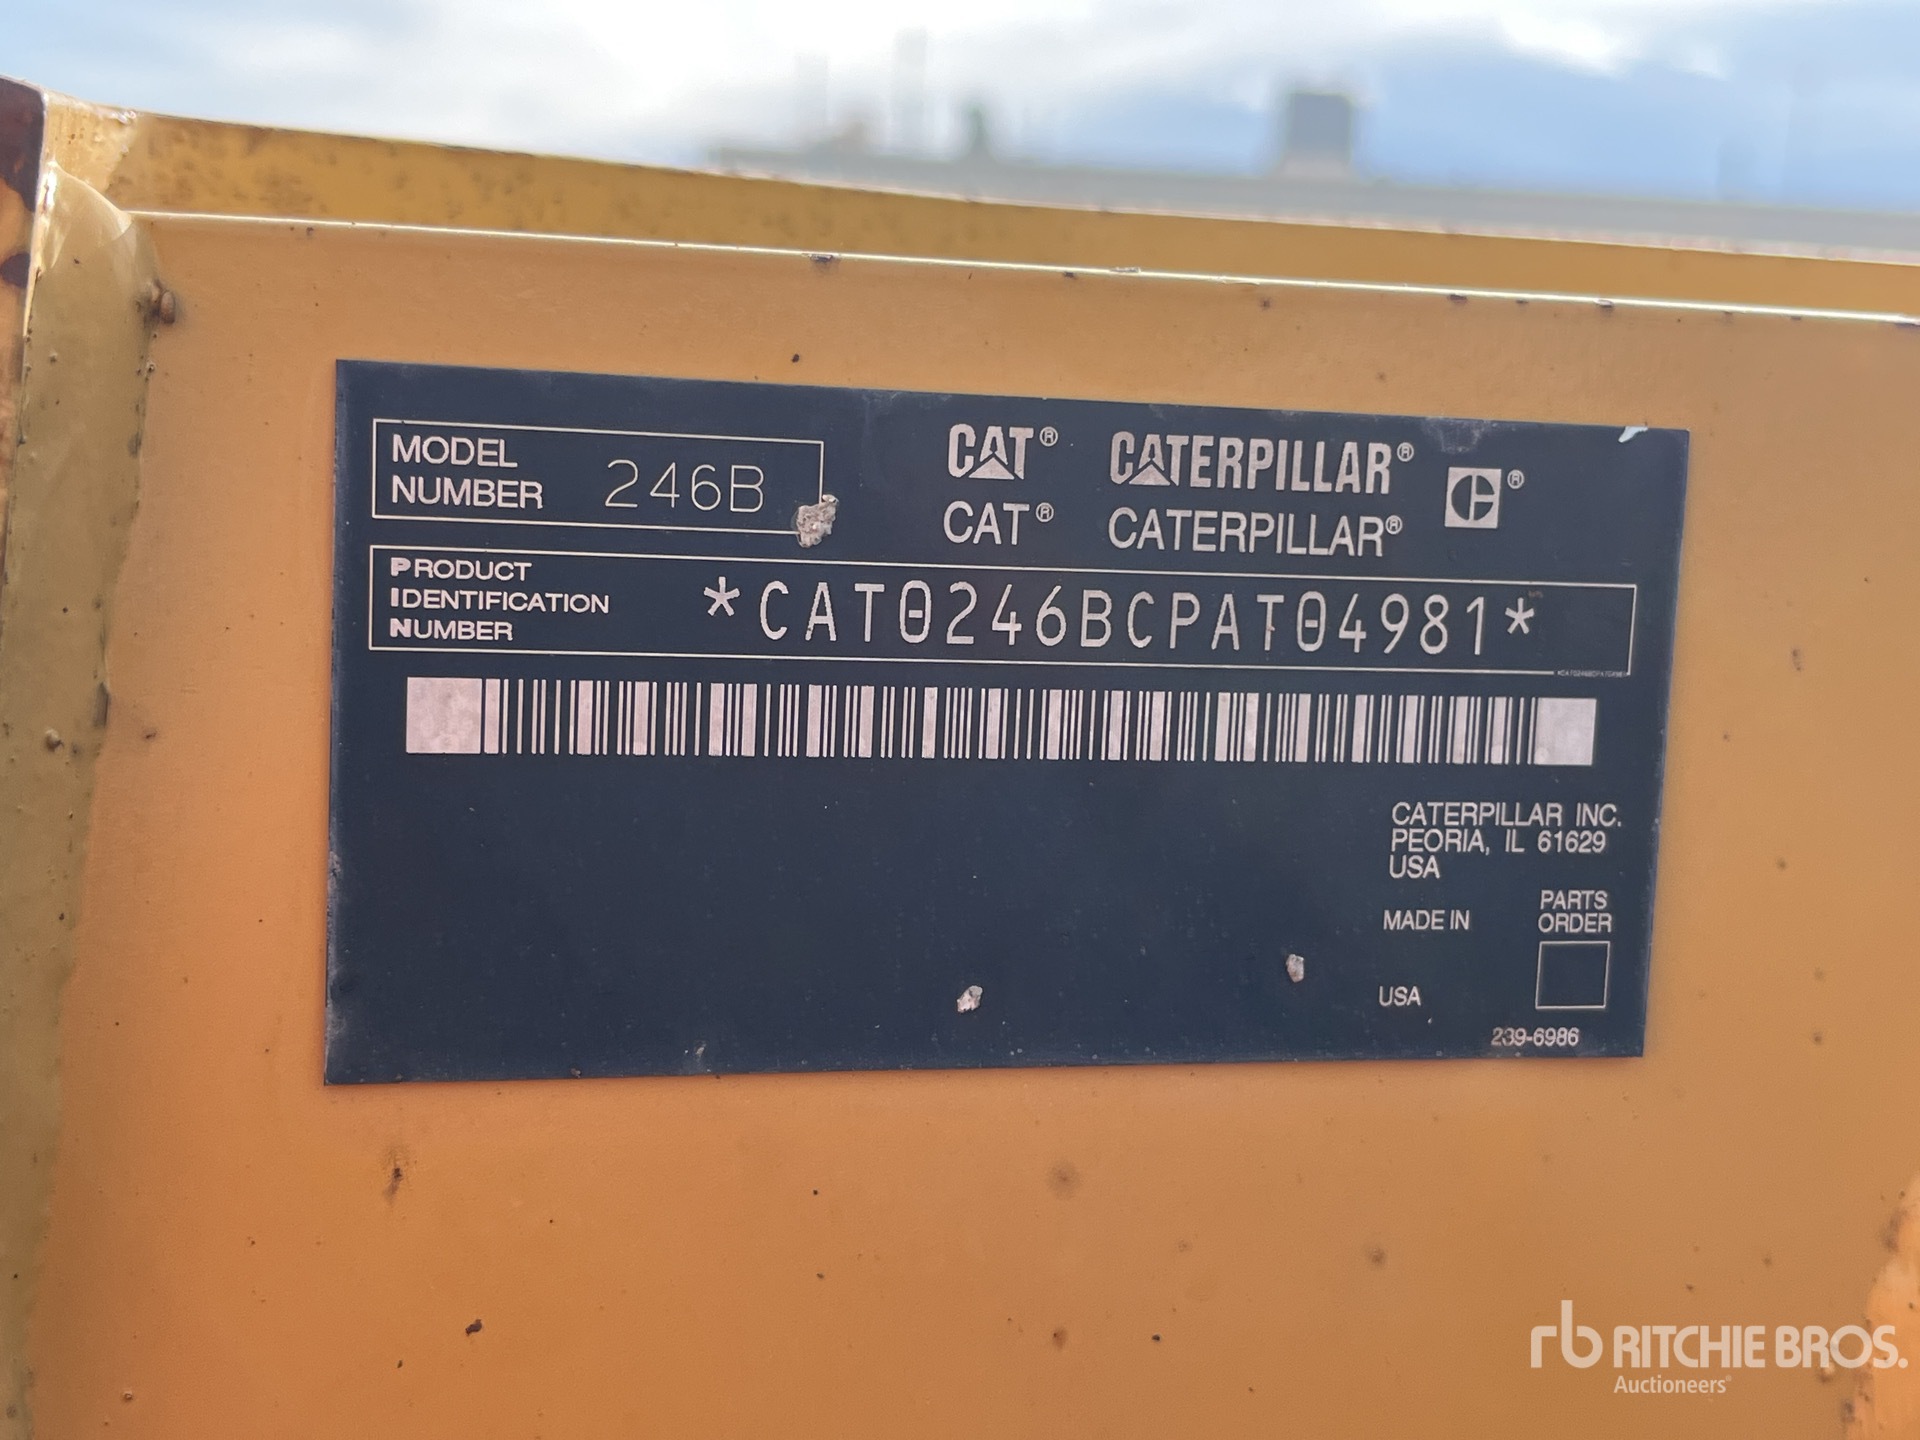 MODEL
NUMBER 246B
CAT® CATERPILLAR® ®
CAT® CATERPILLAR®
PRODUCT
IDENTIFICATION
NUMBER
*CAT0246BCPAT04981*
CATERPILLAR INC.
PEORIA, IL 61629
USA
MADE IN
USA
PARTS
ORDER
239-6986
rb RITCHIE BROS.
Auctioneers